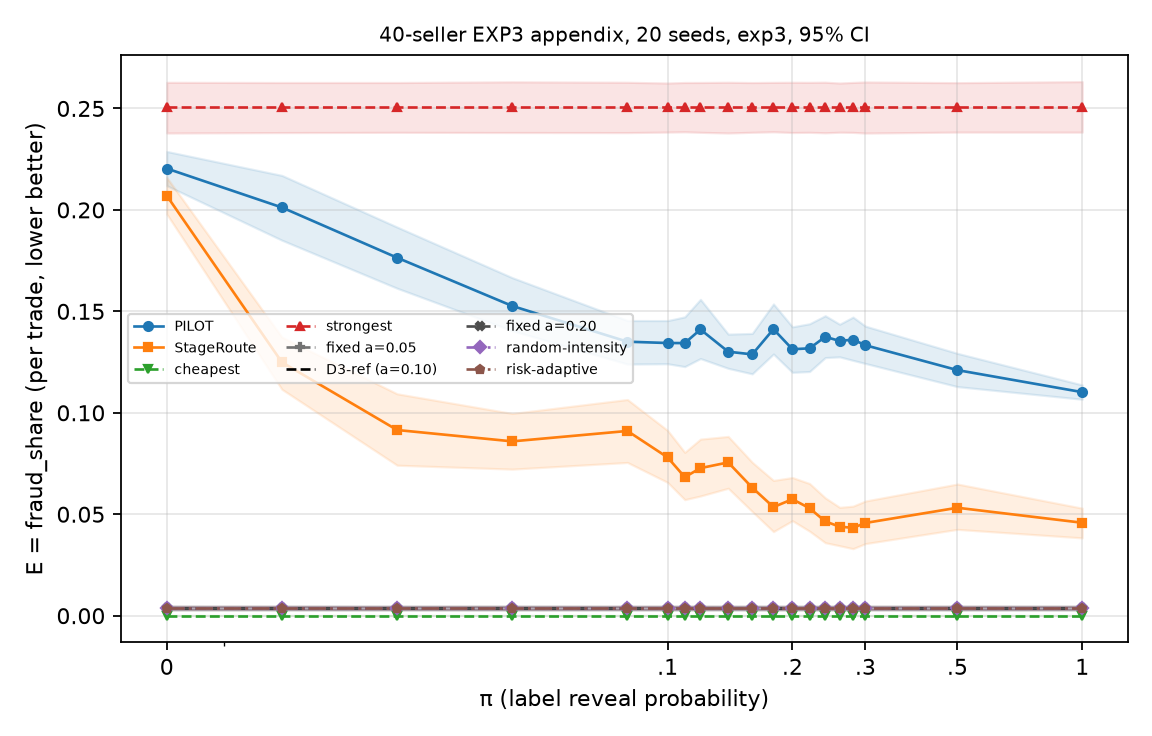 40-seller EXP3 appendix, 20 seeds, exp3, 95% CI
E = fraud_share (per trade, lower better)
0.25
0.20
0.15
0.10
0.05
0.00
PILOT
StageRoute
cheapest
strongest
fixed a=0.05
D3-ref (a=0.10)
fixed a=0.20
random-intensity
risk-adaptive
0 .1 .2 .3 .5 1
π (label reveal probability)